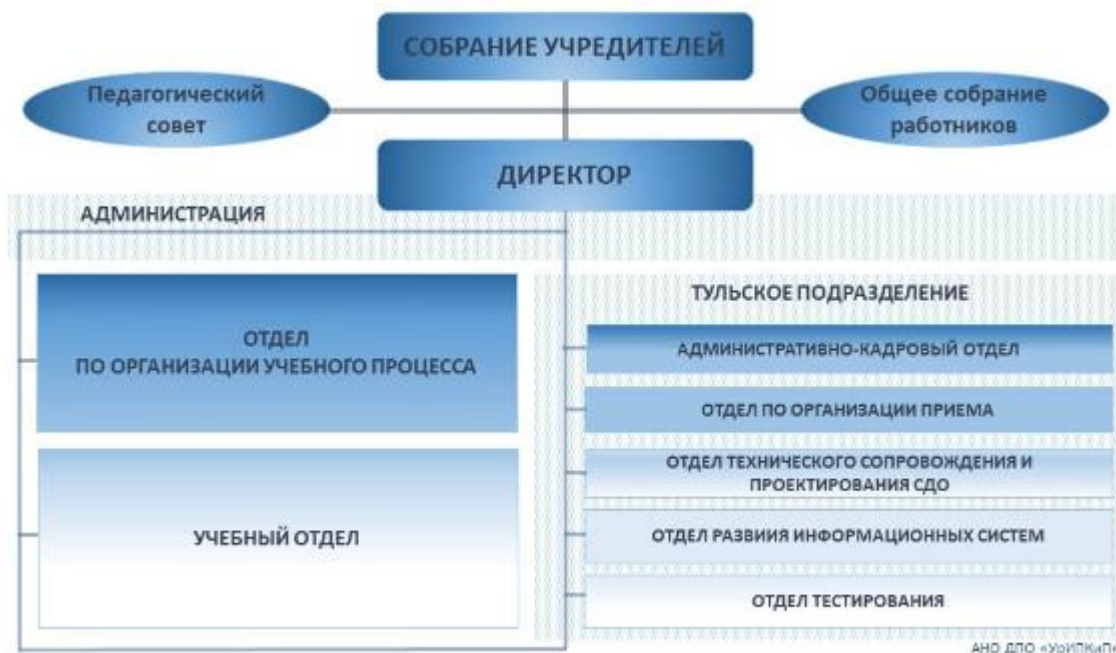 СОБРАНИЕ УЧРЕДИТЕЛЕЙ
Педагогический
совет
Общее собрание
работников
ДИРЕКТОР
АДМИНИСТРАЦИЯ
ОТДЕЛ
ПО ОРГАНИЗАЦИИ УЧЕБНОГО ПРОЦЕССА
УЧЕБНЫЙ ОТДЕЛ
ТУЛЬСКОЕ ПОДРАЗДЕЛЕНИЕ
АДМИНИСТРАТИВНО-КАДРОВЫЙ ОТДЕЛ
ОТДЕЛ ПО ОРГАНИЗАЦИИ ПРИЕМА
ОТДЕЛ ТЕХНИЧЕСКОГО СОПРОВОЖДЕНИЯ И
ПРОЕКТИРОВАНИЯ СДО
ОТДЕЛ РАЗВИИЯ ИНФОРМАЦИОННЫХ СИСТЕМ
ОТДЕЛ ТЕСТИРОВАНИЯ
АНО ДПО «УрИПКиП»